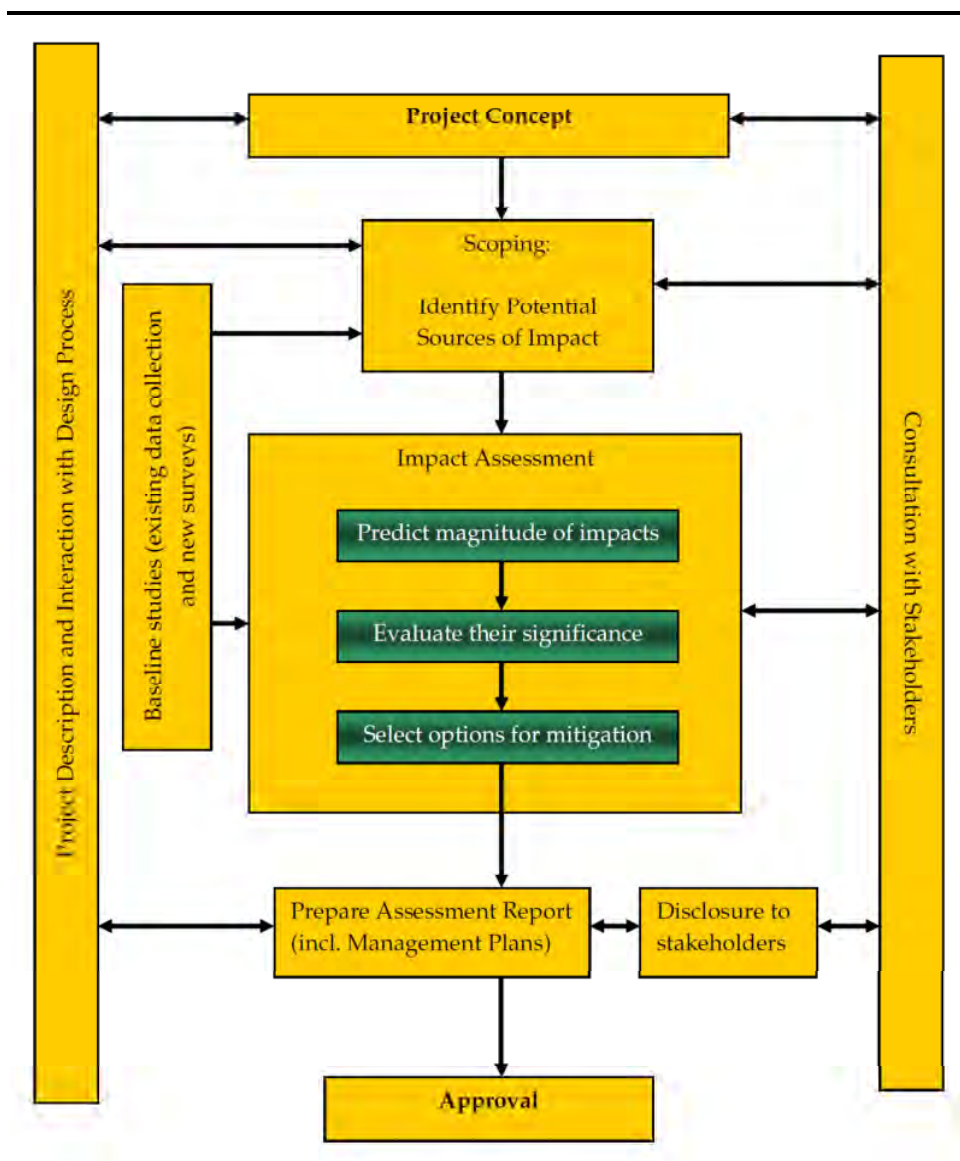 Project Concept
Scoping:
Identify Potential
Sources of Impact
Project Description and Interaction with Design Process
Baseline studies (existing data collection
and new surveys)
Consultation with Stakeholders
Impact Assessment
Predict magnitude of impacts
Evaluate their significance
Select options for mitigation
Prepare Assessment Report
(incl. Management Plans)
Disclosure to
stakeholders
Approval